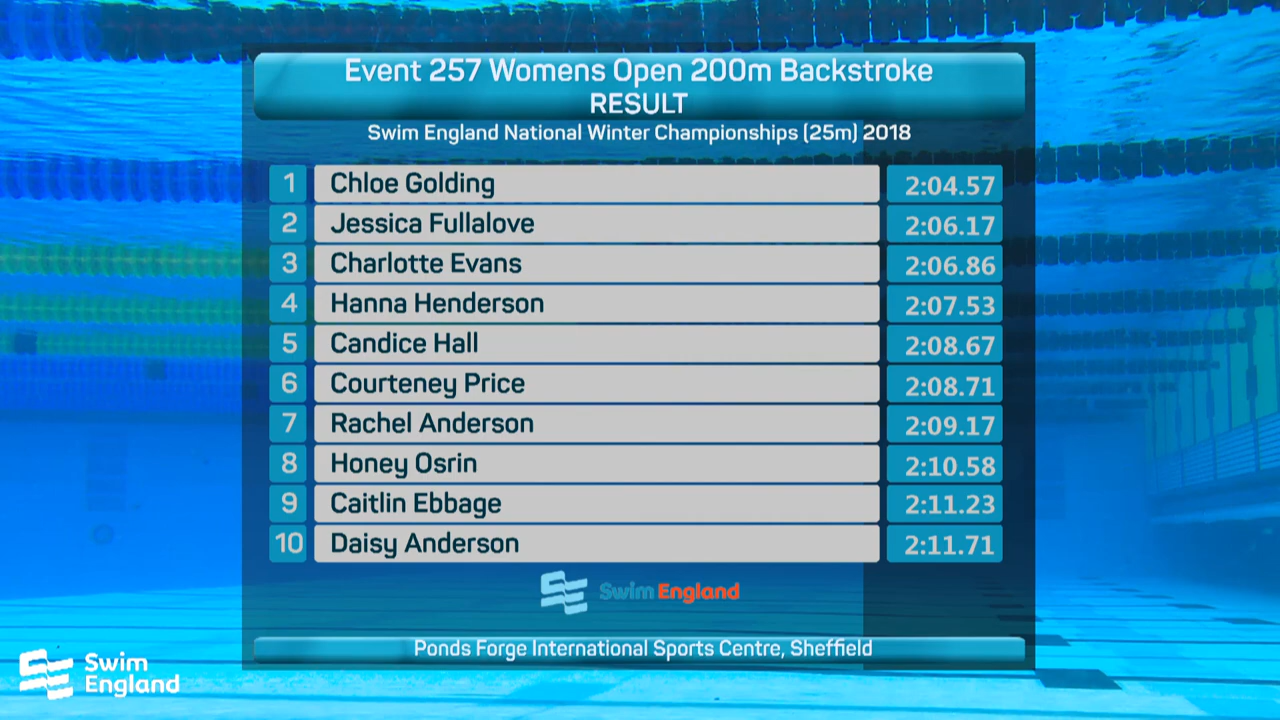 Event 257 Womens Open 200m Backstroke
RESULT
Swim England National Winter Championships (25m) 2018
1 Chloe Golding 2:04.57
2 Jessica Fullalove 2:06.17
3 Charlotte Evans 2:06.86
4 Hanna Henderson 2:07.53
5 Candice Hall 2:08.67
6 Courteney Price 2:08.71
7 Rachel Anderson 2:09.17
8 Honey Osrin 2:10.58
9 Caitlin Ebbage 2:11.23
10 Daisy Anderson 2:11.71
Swim England
Ponds Forge International Sports Centre, Sheffield
Swim
England